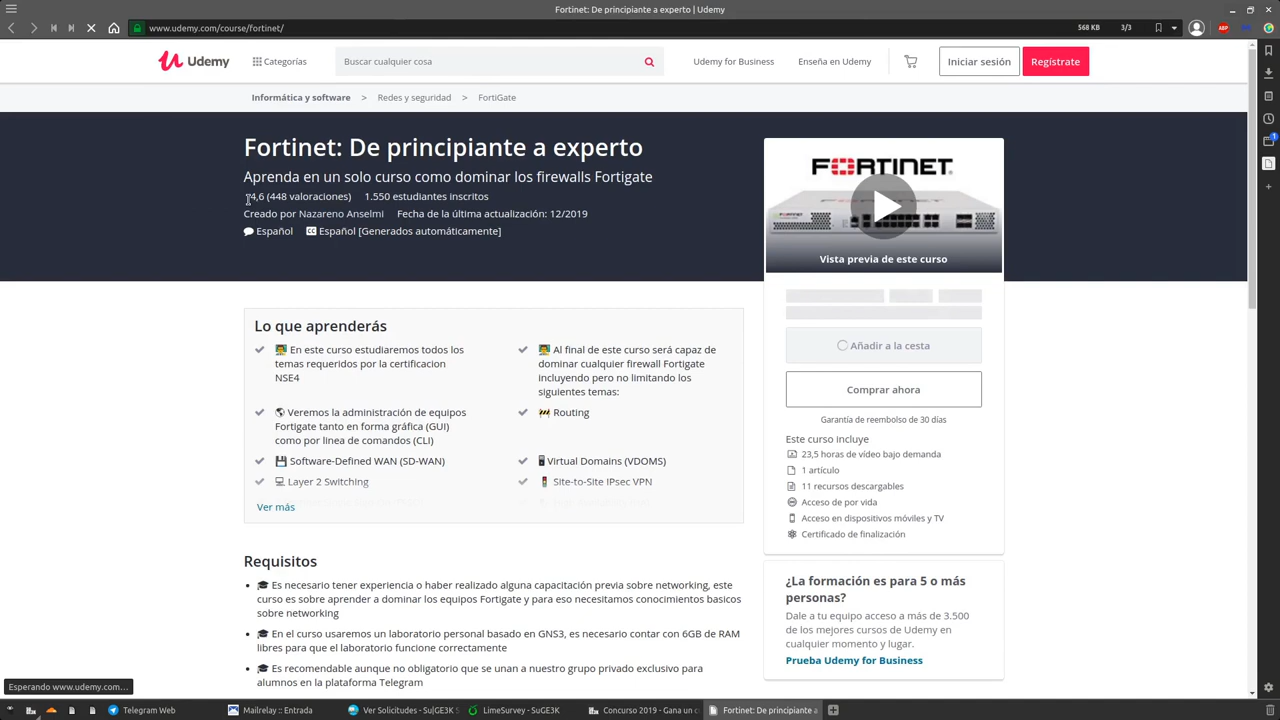 Fortinet: De principiante a experto | Udemy
www.udemy.com/course/fortinet/
568 KB
3/3
ABP
Udemy
Categorías
Buscar cualquier cosa
Udemy for Business
Enseña en Udemy
Iniciar sesión
Regístrate
Informática y software > Redes y seguridad > FortiGate
Fortinet: De principiante a experto
Aprenda en un solo curso como dominar los firewalls Fortigate
4,6 (448 valoraciones) 1.550 estudiantes inscritos
Creado por Nazareno Anselmi Fecha de la última actualización: 12/2019
Español
CC Español [Generados automáticamente]
FORTINET
Vista previa de este curso
Añadir a la cesta
Comprar ahora
Garantía de reembolso de 30 días
Este curso incluye
23,5 horas de vídeo bajo demanda
1 artículo
11 recursos descargables
Acceso de por vida
Acceso en dispositivos móviles y TV
Certificado de finalización
¿La formación es para 5 o más
personas?
Dale a tu equipo acceso a más de 3.500
de los mejores cursos de Udemy en
cualquier momento y lugar.
Prueba Udemy for Business
Lo que aprenderás
En este curso estudiaremos todos los
temas requeridos por la certificacion
NSE4
Al final de este curso será capaz de
dominar cualquier firewall Fortigate
incluyendo pero no limitando los
siguientes temas:
Veremos la administración de equipos
Fortigate tanto en forma gráfica (GUI)
como por linea de comandos (CLI)
Routing
Software-Defined WAN (SD-WAN)
Virtual Domains (VDOMS)
Layer 2 Switching
Site-to-Site IPsec VPN
Ver más
Requisitos
Es necesario tener experiencia o haber realizado alguna capacitación previa sobre networking, este
curso es sobre aprender a dominar los equipos Fortigate y para eso necesitamos conocimientos basicos
sobre networking
En el curso usaremos un laboratorio personal basado en GNS3, es necesario contar con 6GB de RAM
libres para que el laboratorio funcione correctamente
Es recomendable aunque no obligatorio que se unan a nuestro grupo privado exclusivo para
alumnos en la plataforma Telegram
Esperando www.udemy.com...
Telegram Web
Mailrelay :: Entrada
Ver Solicitudes - Su|GE3K S
LimeSurvey - SuGE3K
Concurso 2019 - Gana un o
Fortinet: De principiante a
1